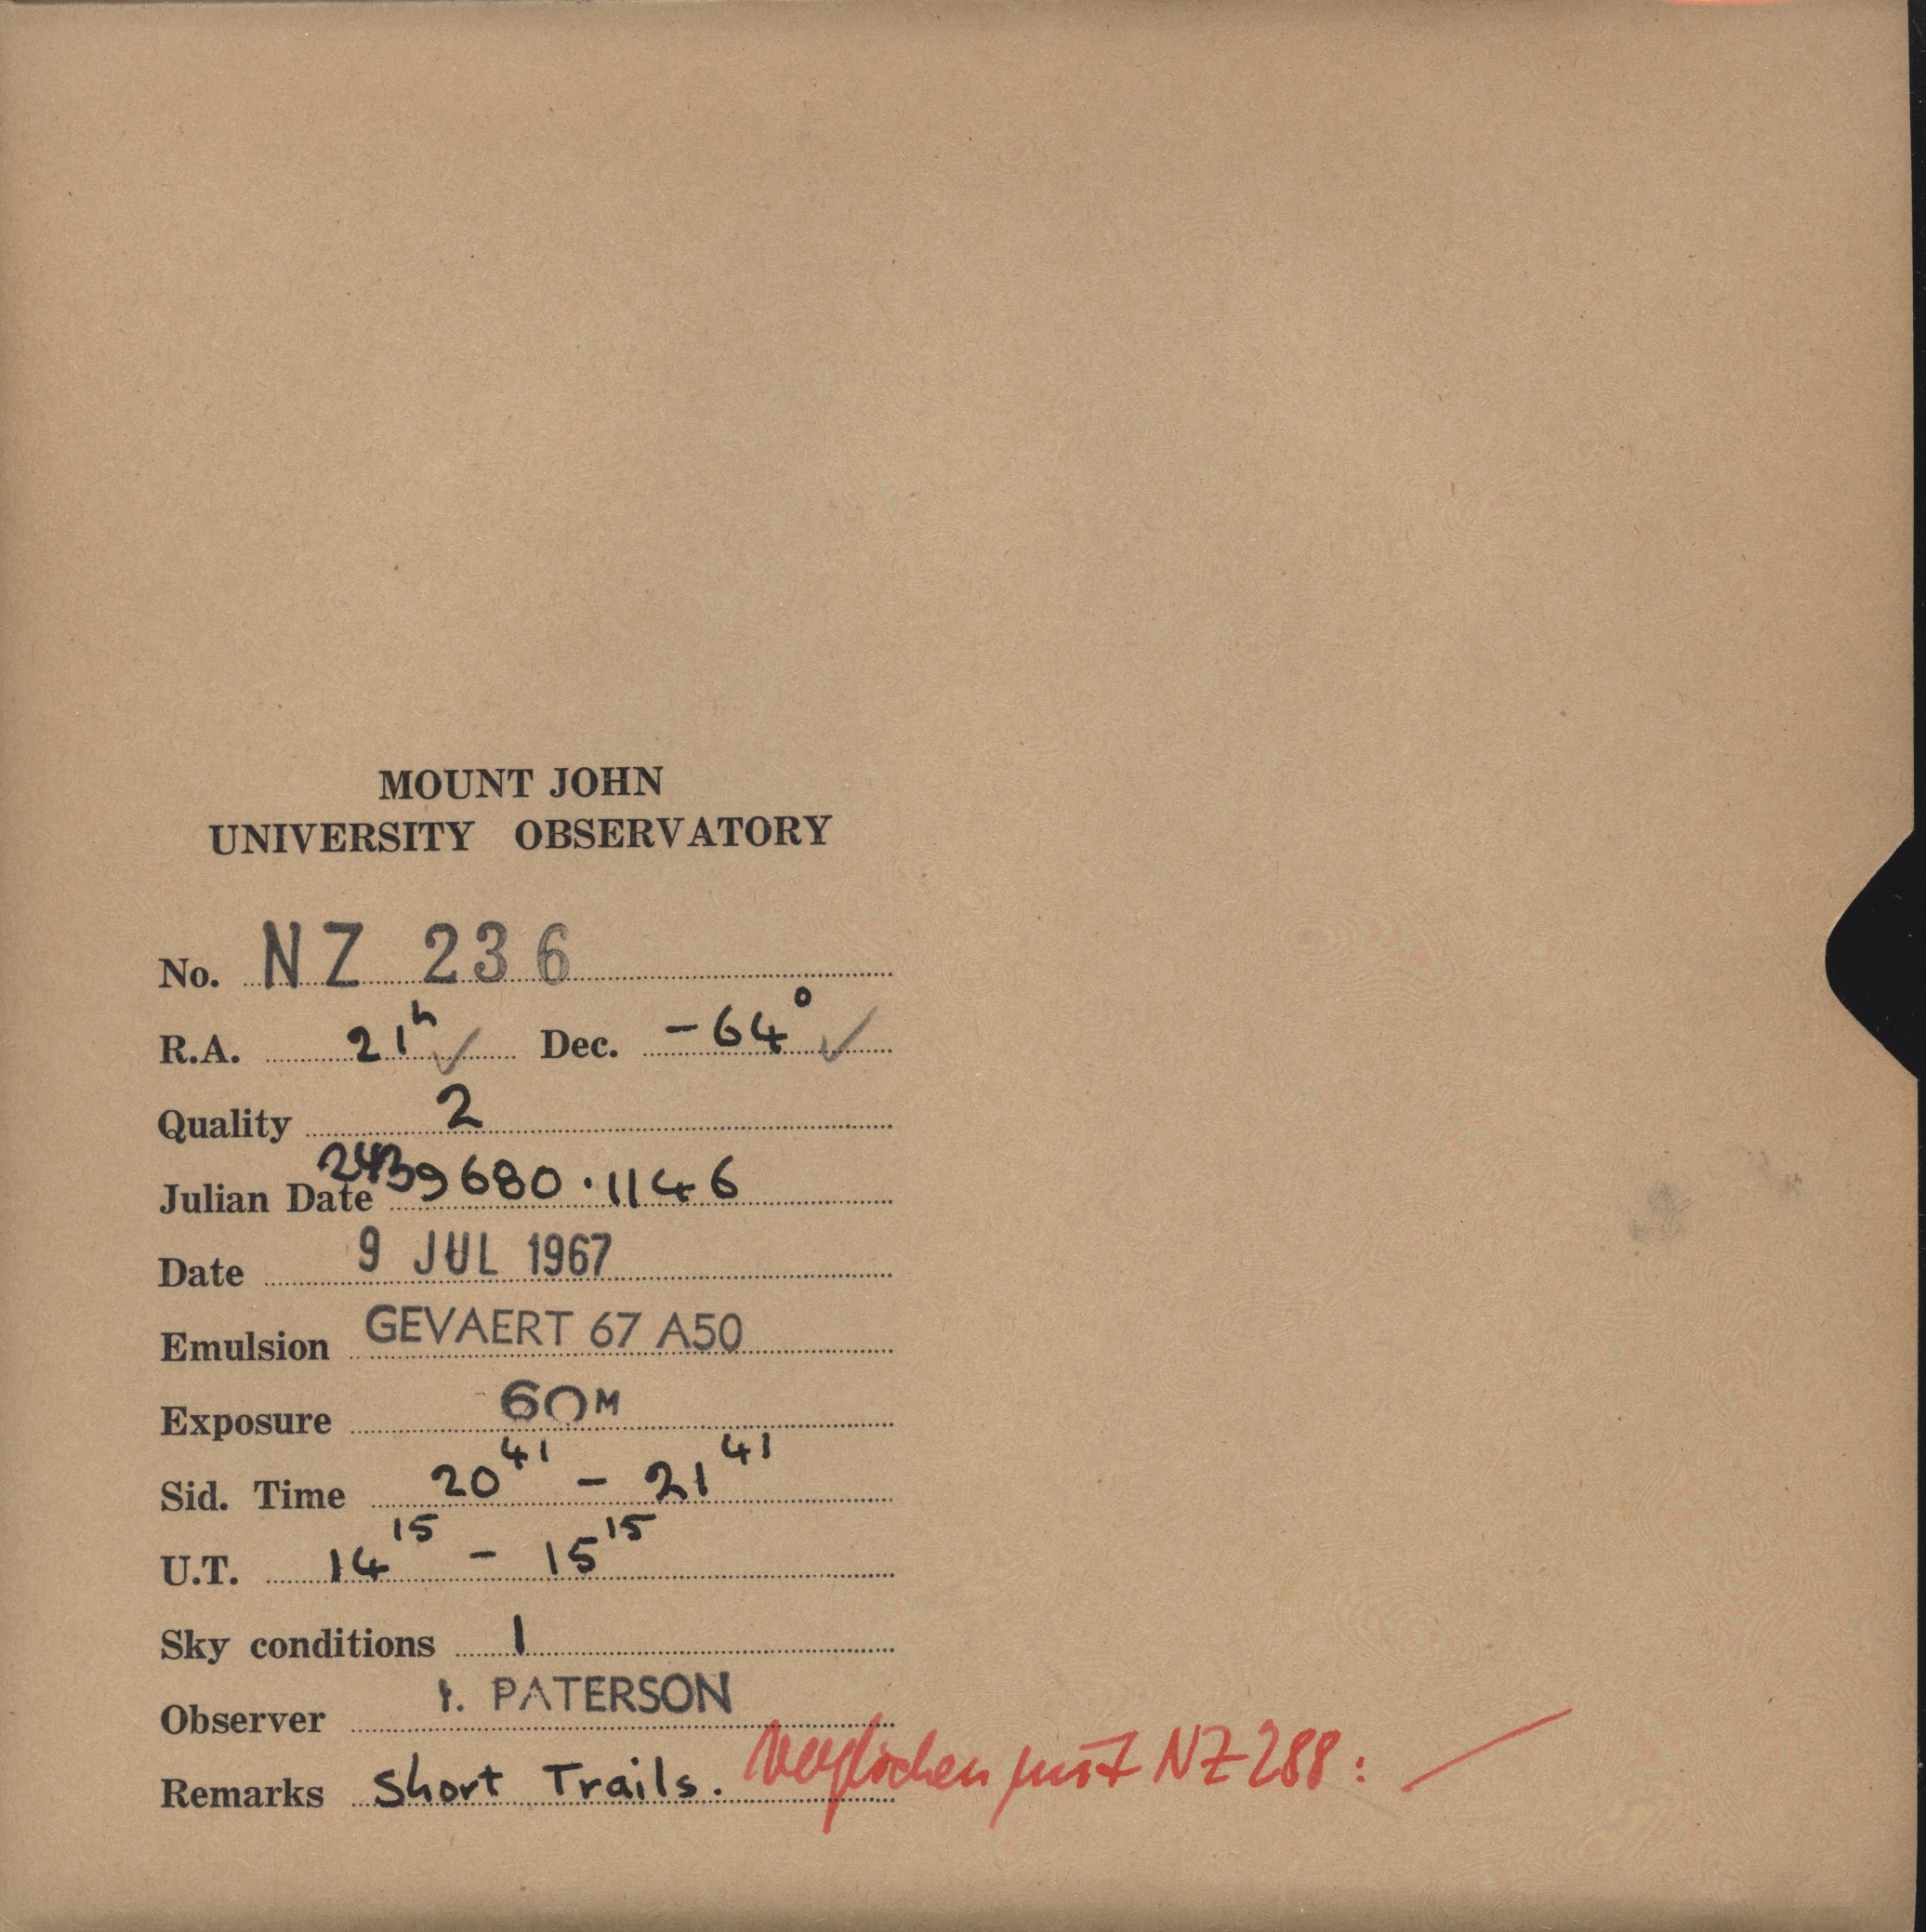 MOUNT JOHN
UNIVERSITY OBSERVATORY
No. NZ 236
R.A. 21h ✓ Dec. -64° ✓
Quality 2
Julian Date 2439680.1146
Date 9 JUL 1967
Emulsion GEVAERT 67 A50
Exposure 60M
Sid. Time 20 41 - 21 41
U.T. 14 15 - 15 15
Sky conditions 1
Observer PATERSON
Remarks Short Trails. Verglichen mit NZ 288: —